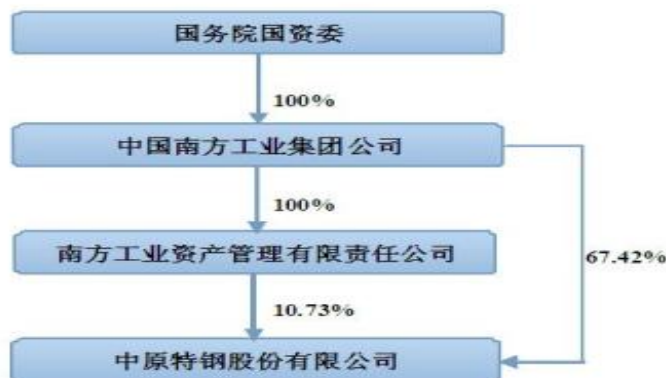 国务院国资委
100%
中国南方工业集团公司
100%
南方工业资产管理有限责任公司
67.42%
10.73%
中原特钢股份有限公司